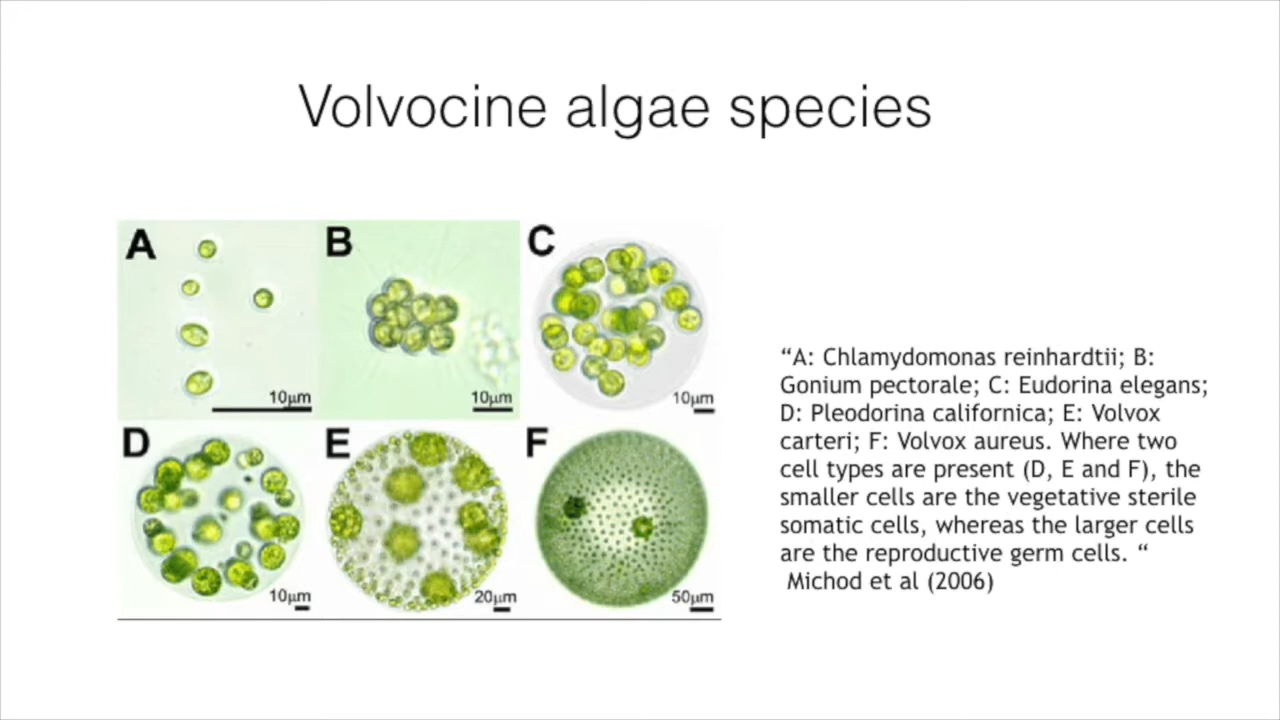 Volvocine algae species
A
B
C
10μm
10μm
10μm
D
E
F
10μm
20μm
50μm
“A: Chlamydomonas reinhardtii; B:
Gonium pectorale; C: Eudorina elegans;
D: Pleodorina californica; E: Volvox
carteri; F: Volvox aureus. Where two
cell types are present (D, E and F), the
smaller cells are the vegetative sterile
somatic cells, whereas the larger cells
are the reproductive germ cells. “
Michod et al (2006)